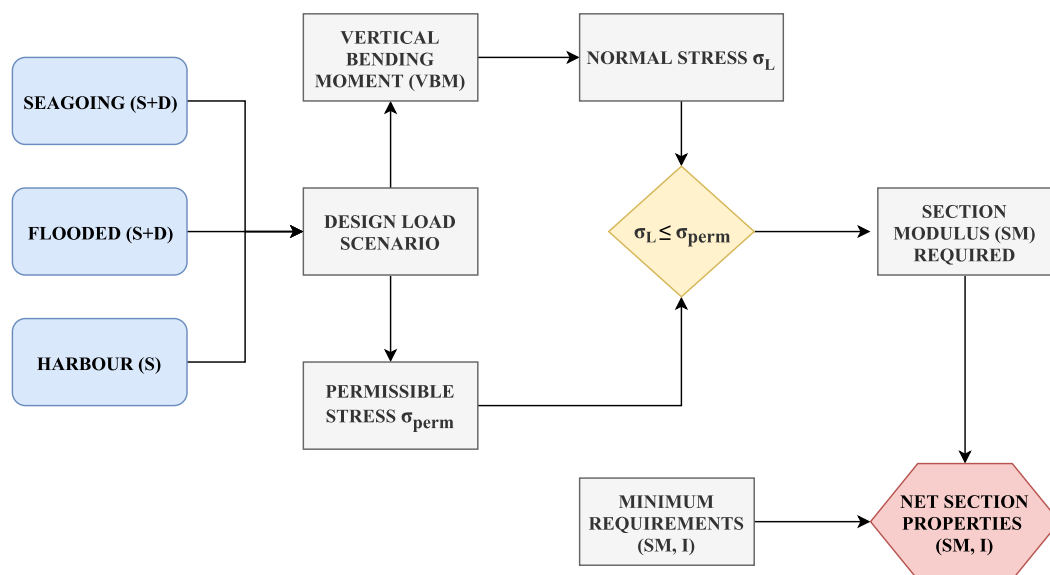 SEAGOING (S+D)
FLOODED (S+D)
HARBOUR (S)
VERTICAL
BENDING
MOMENT (VBM)
DESIGN LOAD
SCENARIO
PERMISSIBLE
STRESS σperm
NORMAL STRESS σL
σL ≤ σperm
SECTION
MODULUS (SM)
REQUIRED
MINIMUM
REQUIREMENTS
(SM, I)
NET SECTION
PROPERTIES
(SM, I)